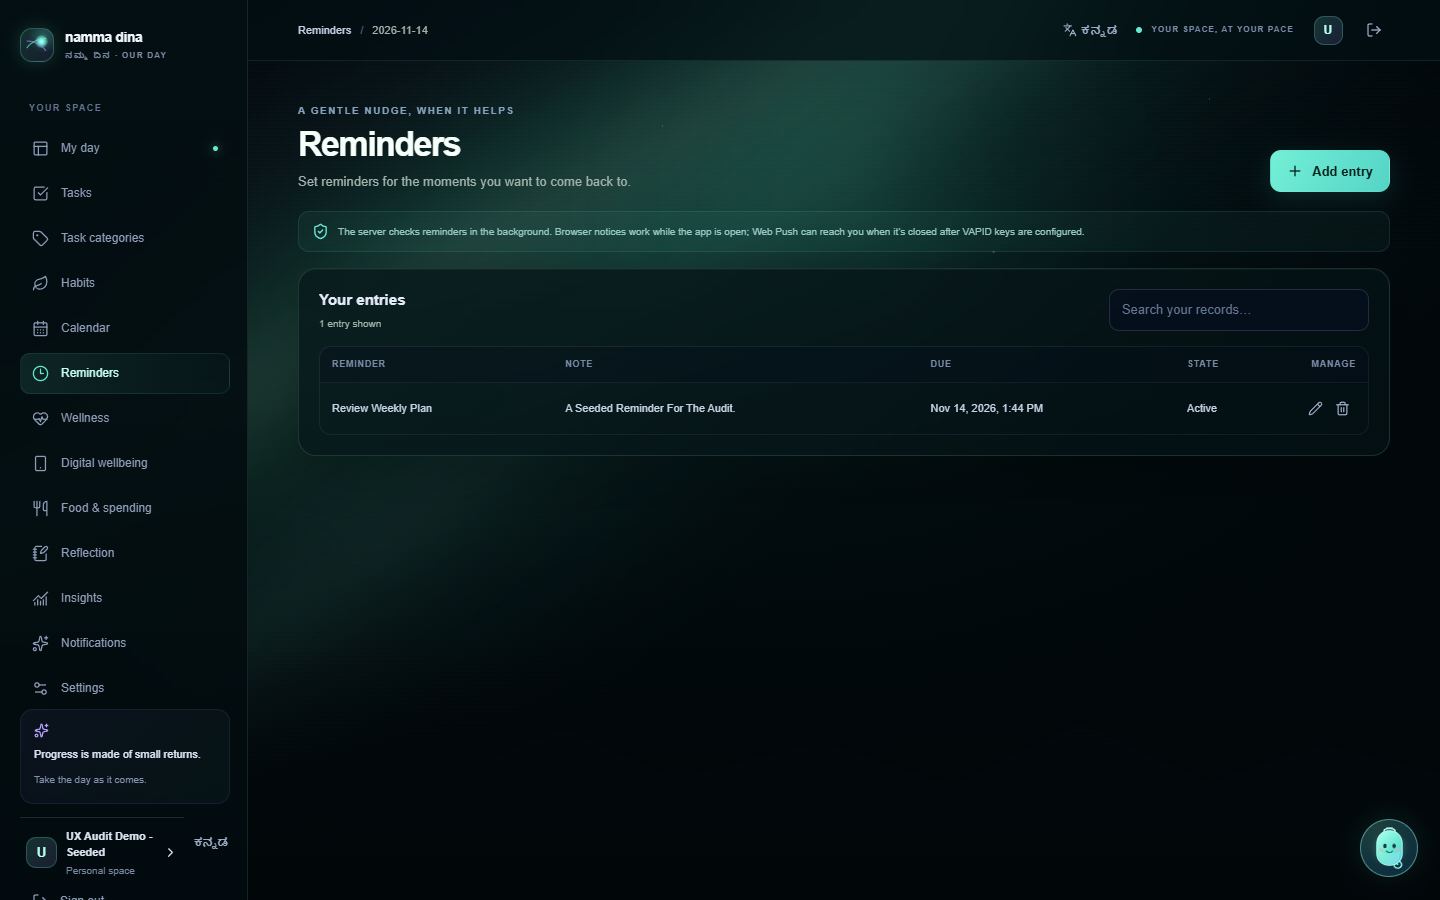 namma dina
ನಮ್ಮ ದಿನ · OUR DAY
YOUR SPACE
My day
Tasks
Task categories
Habits
Calendar
Reminders
Wellness
Digital wellbeing
Food & spending
Reflection
Insights
Notifications
Settings
Progress is made of small returns.
Take the day as it comes.
U
UX Audit Demo -
Seeded
Personal space
ಕನ್ನಡ
Sign out
Reminders / 2026-11-14
ಕನ್ನಡ
YOUR SPACE, AT YOUR PACE
U
A GENTLE NUDGE, WHEN IT HELPS
Reminders
Set reminders for the moments you want to come back to.
Add entry
The server checks reminders in the background. Browser notices work while the app is open; Web Push can reach you when it's closed after VAPID keys are configured.
Your entries
1 entry shown
Search your records...
REMINDER NOTE DUE STATE MANAGE
Review Weekly Plan A Seeded Reminder For The Audit. Nov 14, 2026, 1:44 PM Active